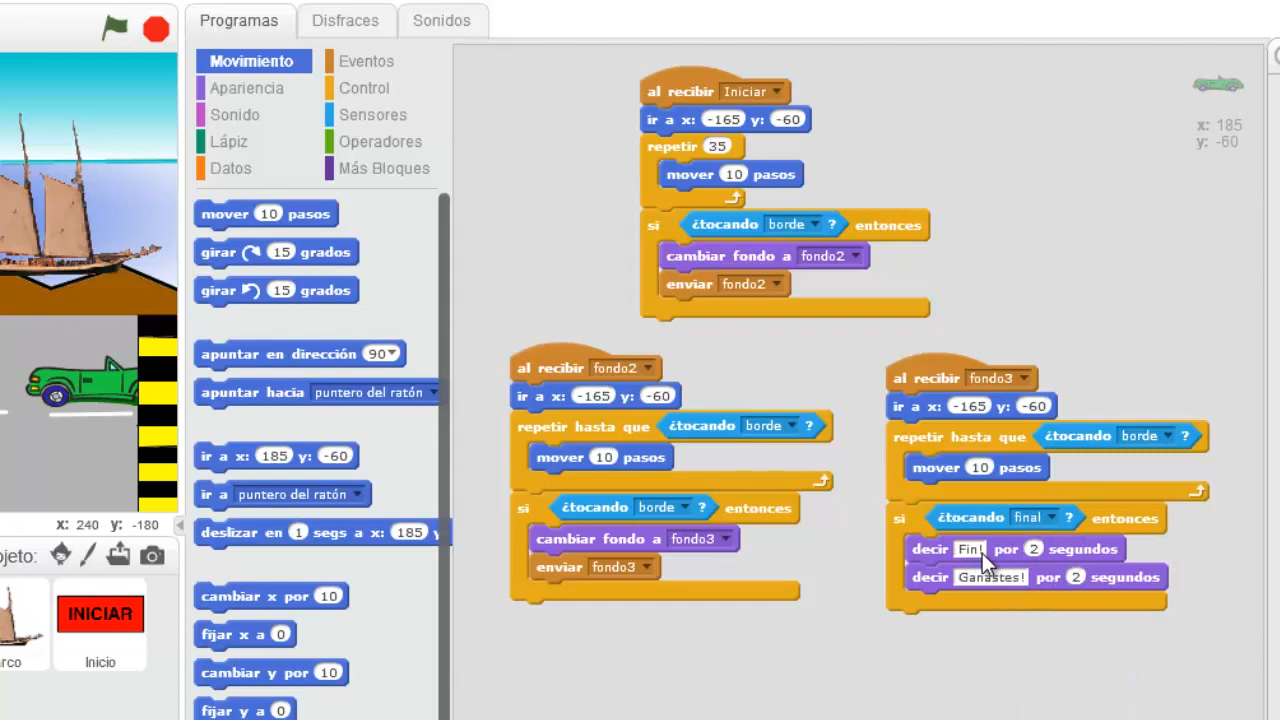 Programas
Disfraces
Sonidos
Movimiento
Apariencia
Sonido
Lápiz
Datos
Eventos
Control
Sensores
Operadores
Más Bloques
mover 10 pasos
girar 15 grados
girar 15 grados
apuntar en dirección 90
apuntar hacia puntero del ratón
ir a x: 185 y: -60
ir a puntero del ratón
deslizar en 1 segs a x: 185 y
cambiar x por 10
fijar x a 0
cambiar y por 10
fijar y a 0
al recibir Iniciar
ir a x: -165 y: -60
repetir 35
mover 10 pasos
si ¿tocando borde ? entonces
cambiar fondo a fondo2
enviar fondo2
al recibir fondo2
ir a x: -165 y: -60
repetir hasta que ¿tocando borde ?
mover 10 pasos
si ¿tocando borde ? entonces
cambiar fondo a fondo3
enviar fondo3
al recibir fondo3
ir a x: -165 y: -60
repetir hasta que ¿tocando borde ?
mover 10 pasos
si ¿tocando final ? entonces
decir Fin! por 2 segundos
decir Ganastes! por 2 segundos
x: 185
y: -60
x: 240 y: -180
ojeto:
INICIAR
rco
Inicio